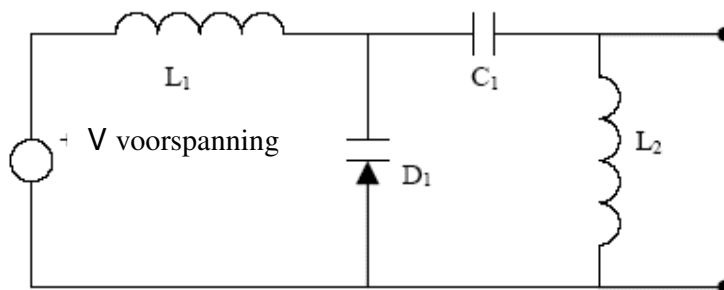 L₁
C₁
+ V voorspanning
L₂
D₁